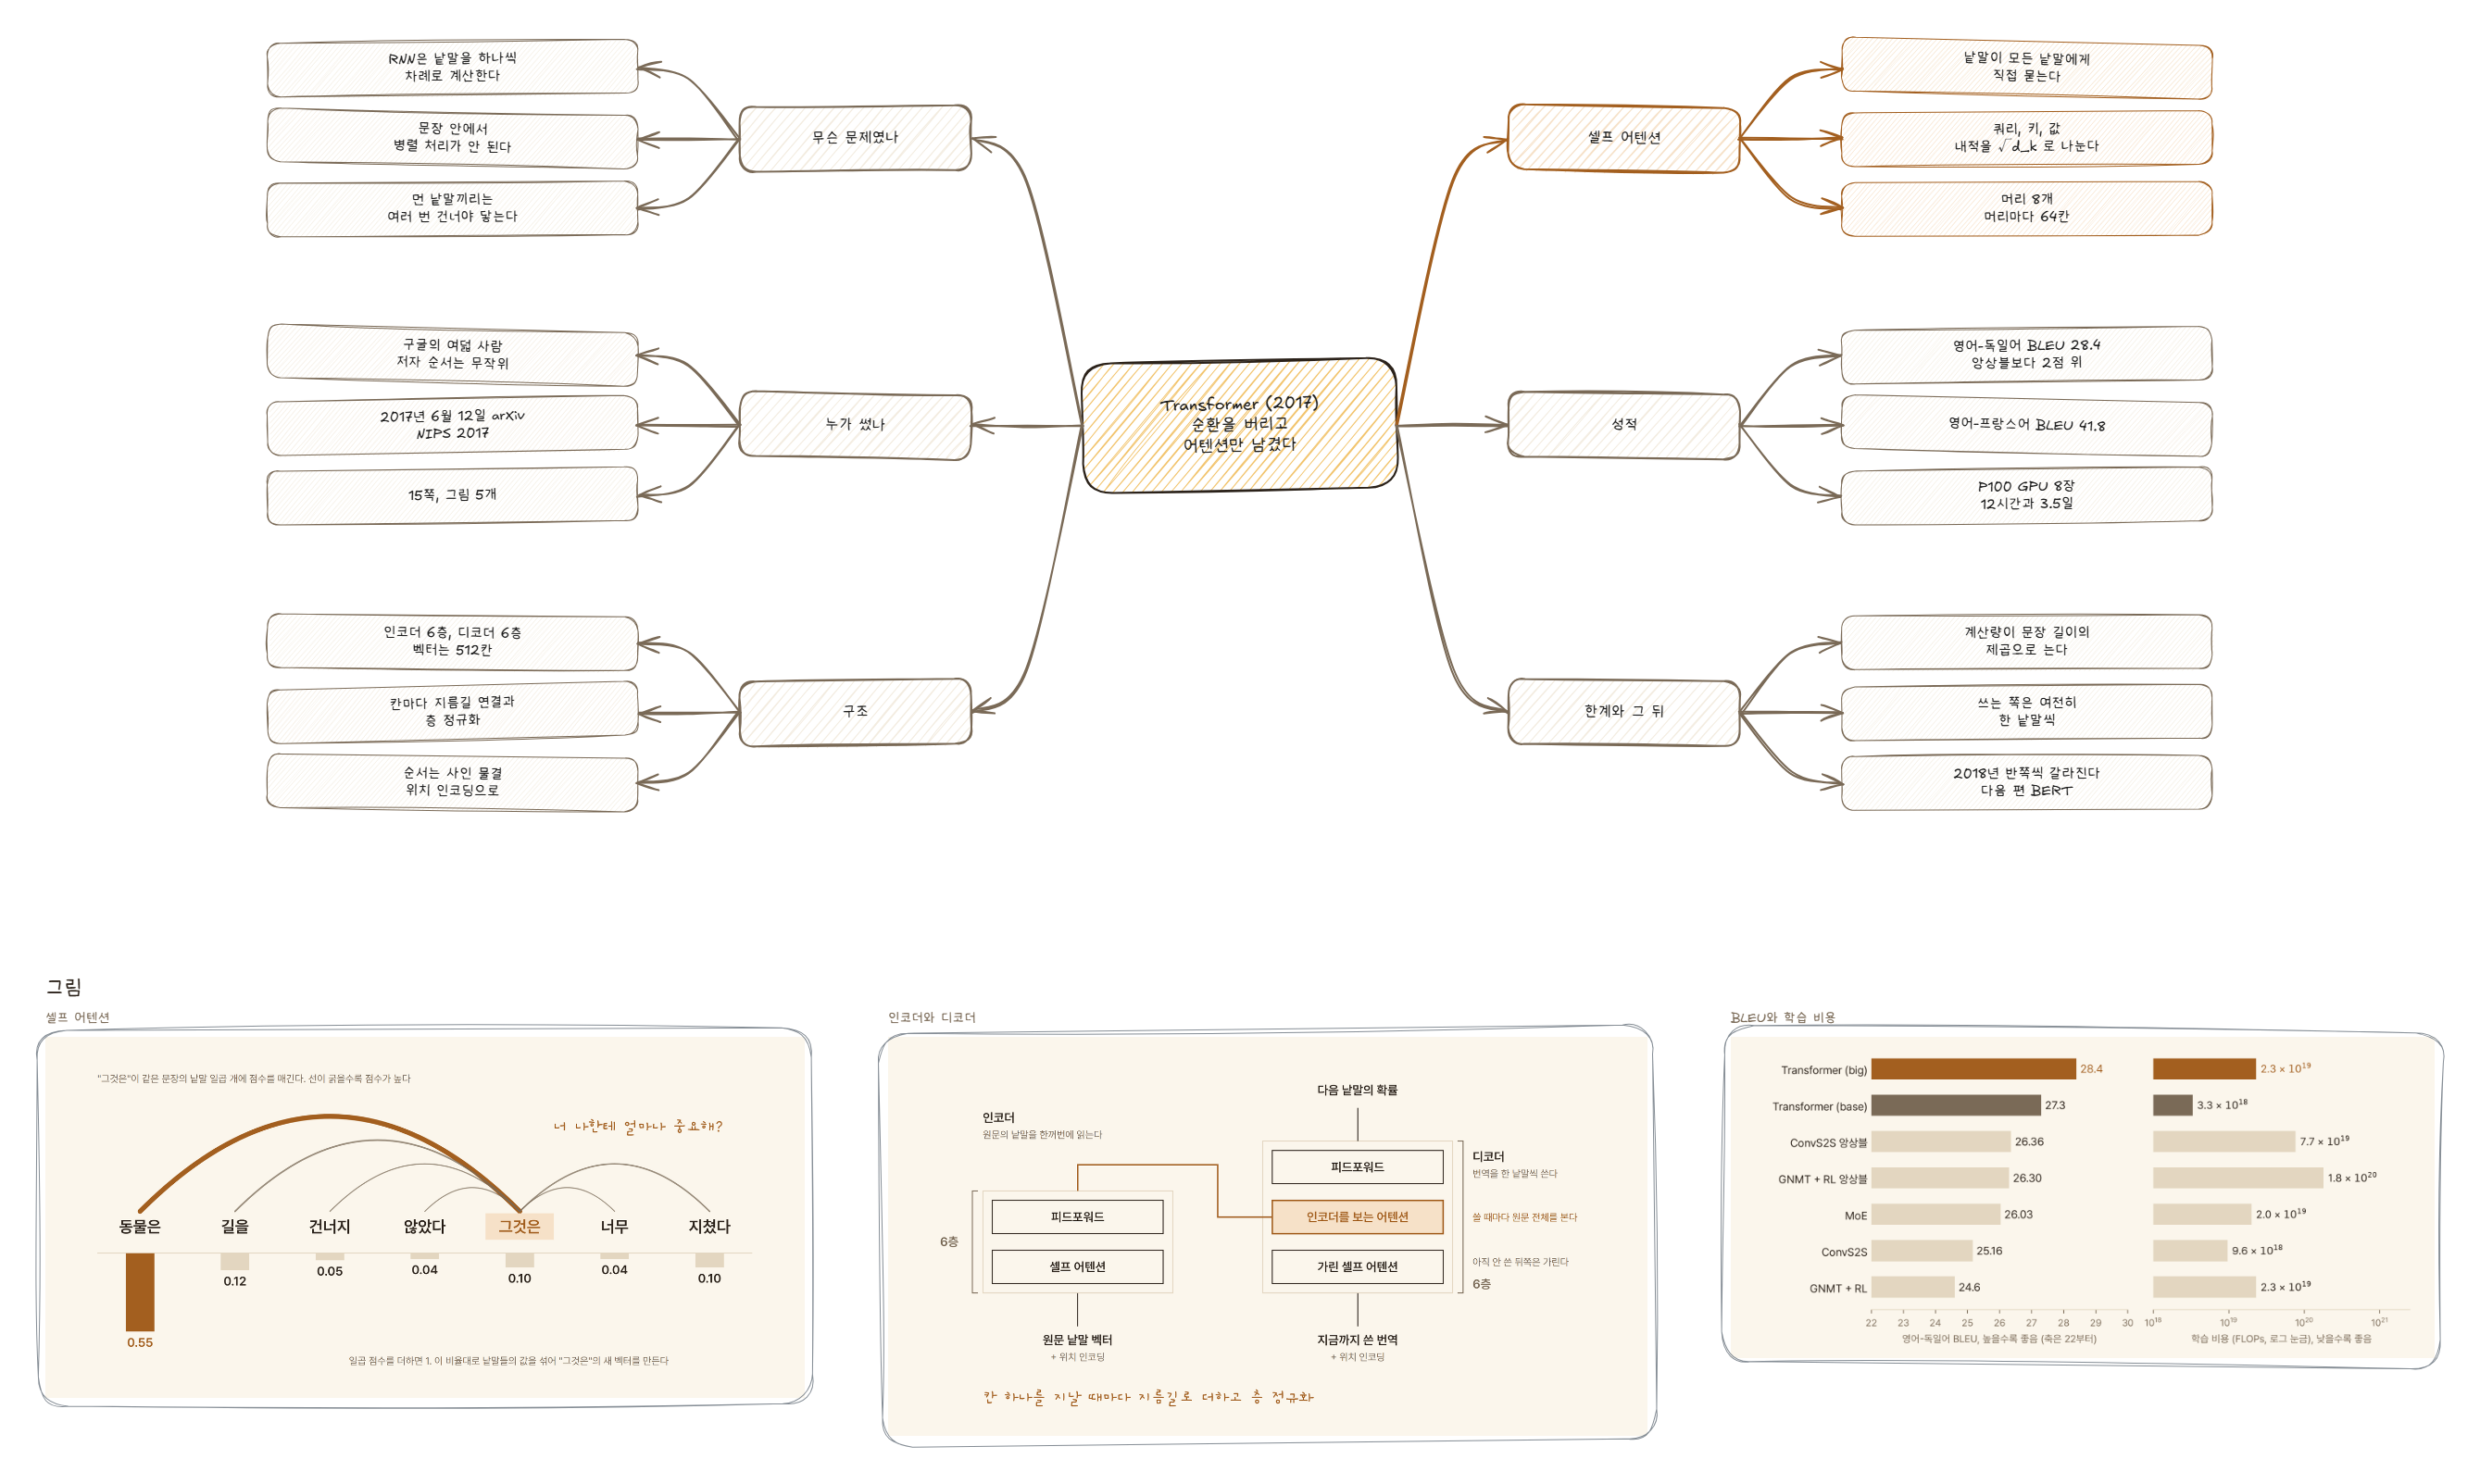 RNN은 낱말을 하나씩
차례로 계산한다
문장 안에서
병렬 처리가 안 된다
먼 낱말끼리는
여러 번 건너야 닿는다
무슨 문제였나
구글의 여덟 사람
저자 순서는 무작위
2017년 6월 12일 arXiv
NIPS 2017
15쪽, 그림 5개
누가 썼나
인코더 6층, 디코더 6층
벡터는 512칸
칸마다 지름길 연결과
층 정규화
순서는 사인 물결
위치 인코딩으로
구조
Transformer (2017)
순환을 버리고
어텐션만 남겼다
셀프 어텐션
낱말이 모든 낱말에게
직접 묻는다
쿼리, 키, 값
내적을 √d_k 로 나눈다
머리 8개
머리마다 64칸
성적
영어-독일어 BLEU 28.4
앙상블보다 2점 위
영어-프랑스어 BLEU 41.8
P100 GPU 8장
12시간과 3.5일
한계와 그 뒤
계산량이 문장 길이의
제곱으로 는다
쓰는 쪽은 여전히
한 낱말씩
2018년 반쪽씩 갈라진다
다음 편 BERT
그림
셀프 어텐션
"그것은"이 같은 문장의 낱말 일곱 개에 점수를 매긴다. 선이 굵을수록 점수가 높다
너 나한테 얼마나 중요해?
동물은 길을 건너지 않았다 그것은 너무 지쳤다
0.55 0.12 0.05 0.04 0.10 0.04 0.10
일곱 점수를 더하면 1. 이 비율대로 낱말들의 값을 섞어 "그것은"의 새 벡터를 만든다
인코더와 디코더
다음 낱말의 확률
인코더
원문의 낱말을 한꺼번에 읽는다
피드포워드
셀프 어텐션
6층
원문 낱말 벡터
+ 위치 인코딩
피드포워드
인코더를 보는 어텐션
가린 셀프 어텐션
디코더
번역을 한 낱말씩 쓴다
쓸 때마다 원문 전체를 본다
아직 안 쓴 뒤쪽은 가린다
6층
지금까지 쓴 번역
+ 위치 인코딩
칸 하나를 지날 때마다 지름길로 더하고 층 정규화
BLEU와 학습 비용
Transformer (big) 28.4 2.3 × 10¹⁹
Transformer (base) 27.3 3.3 × 10¹⁸
ConvS2S 앙상블 26.36 7.7 × 10¹⁹
GNMT + RL 앙상블 26.30 1.8 × 10²⁰
MoE 26.03 2.0 × 10¹⁹
ConvS2S 25.16 9.6 × 10¹⁸
GNMT + RL 24.6 2.3 × 10¹⁹
22 23 24 25 26 27 28 29 30 10¹⁸ 10¹⁹ 10²⁰ 10²¹
영어-독일어 BLEU, 높을수록 좋음 (축은 22부터)
학습 비용 (FLOPs, 로그 눈금), 낮을수록 좋음